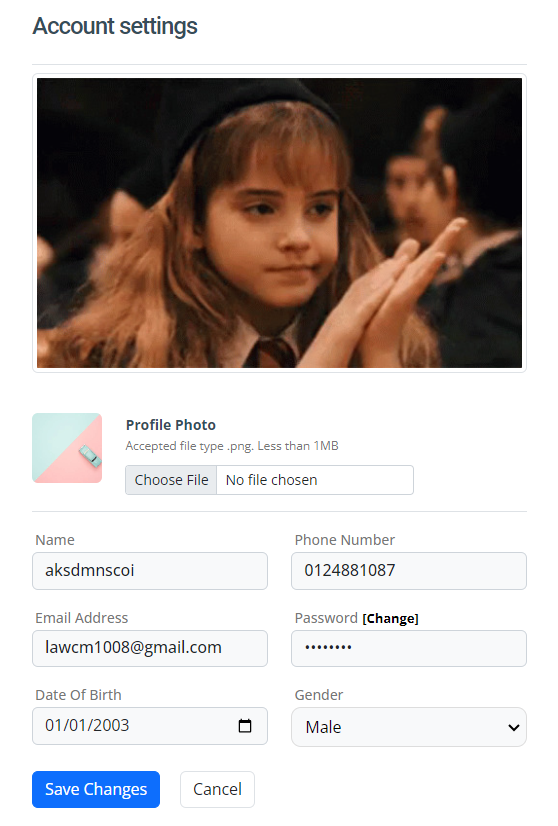 Account settings
Profile Photo
Accepted file type .png. Less than 1MB
Choose File No file chosen
Name
Phone Number
aksdmnscoi
0124881087
Email Address
Password [Change]
lawcm1008@gmail.com
••••••••
Date Of Birth
Gender
01/01/2003
Male
Save Changes
Cancel